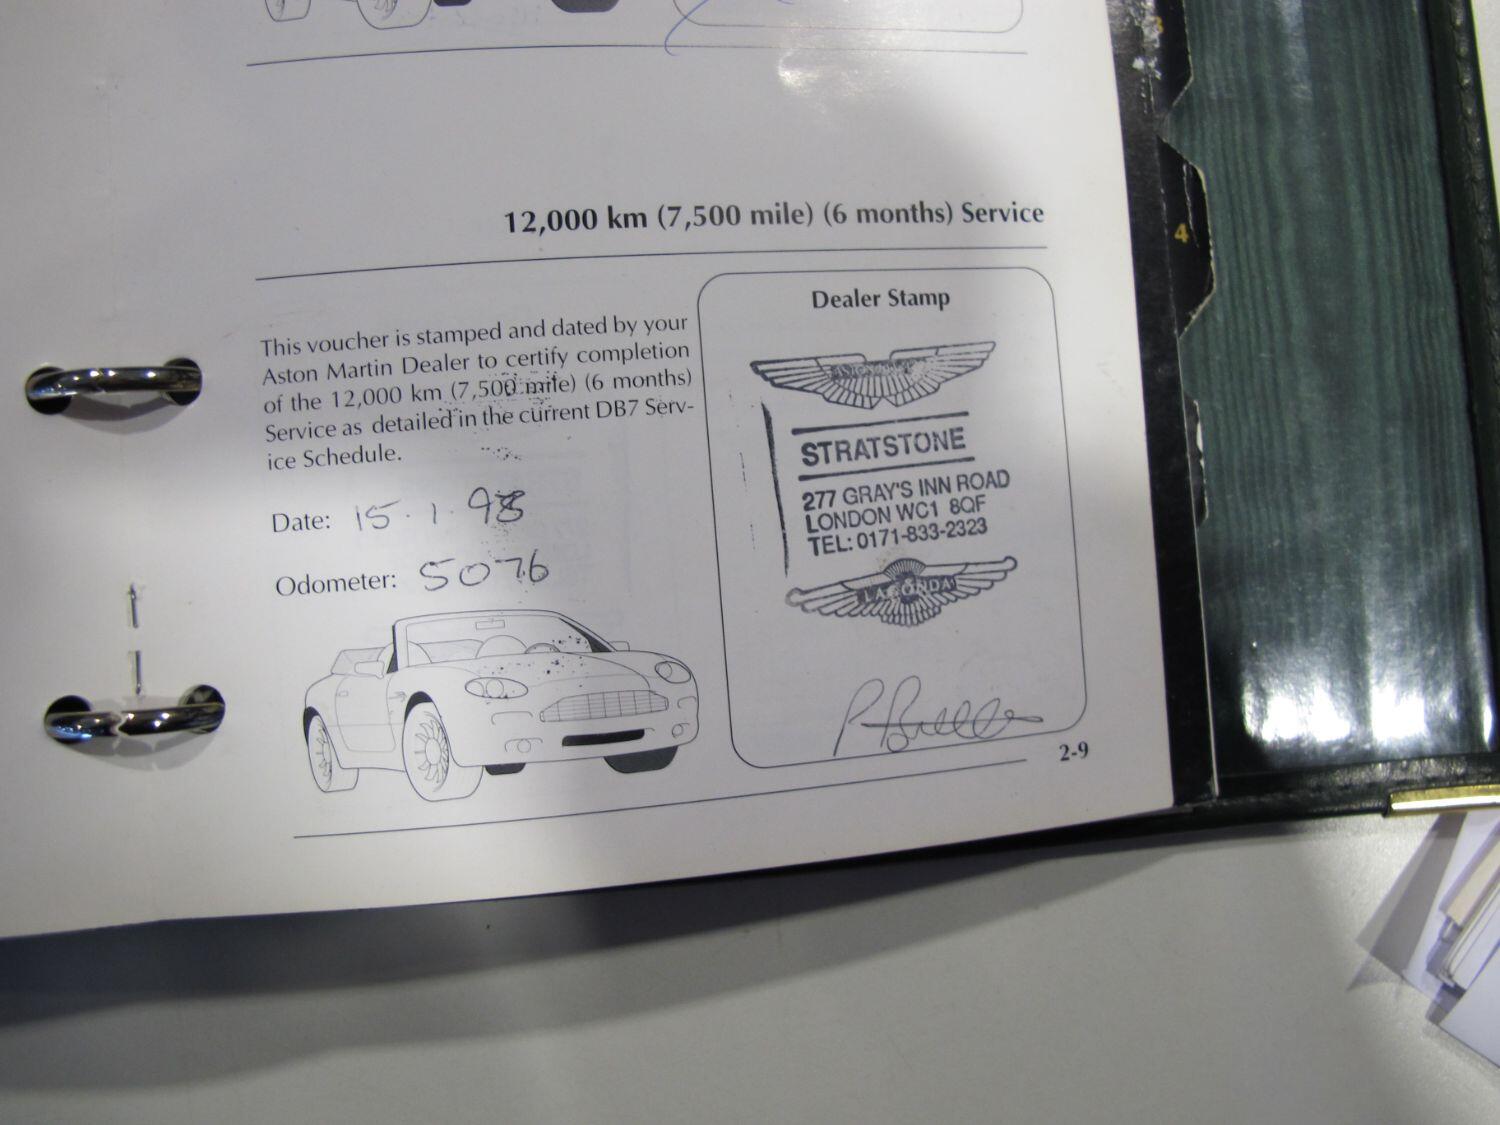 12,000 km (7,500 mile) (6 months) Service
This voucher is stamped and dated by your
Aston Martin Dealer to certify completion
of the 12,000 km (7,500 mile) (6 months)
Service as detailed in the current DB7 Serv-
ice Schedule.
Date: 15.1.98
Odometer: 5076
Dealer Stamp
STRATSTONE
277 GRAY'S INN ROAD
LONDON WC1 8QF
TEL: 0171-833-2323
LAGONDA
2-9
4